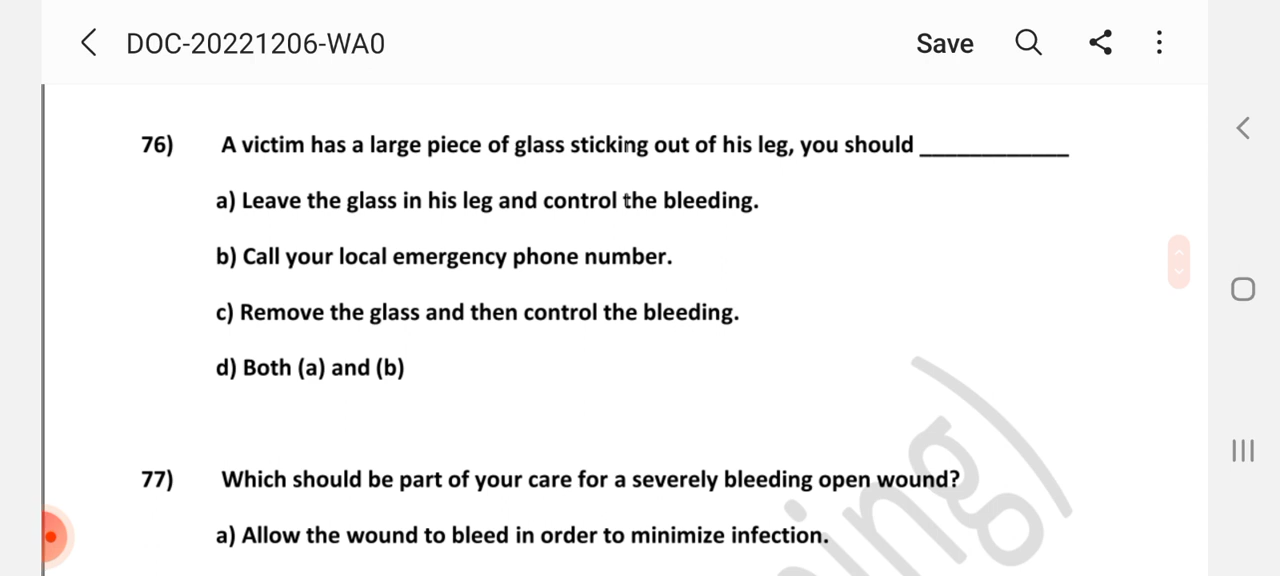 DOC-20221206-WA0
Save
76) A victim has a large piece of glass sticking out of his leg, you should ____________
a) Leave the glass in his leg and control the bleeding.
b) Call your local emergency phone number.
c) Remove the glass and then control the bleeding.
d) Both (a) and (b)
77) Which should be part of your care for a severely bleeding open wound?
a) Allow the wound to bleed in order to minimize infection.
ing)